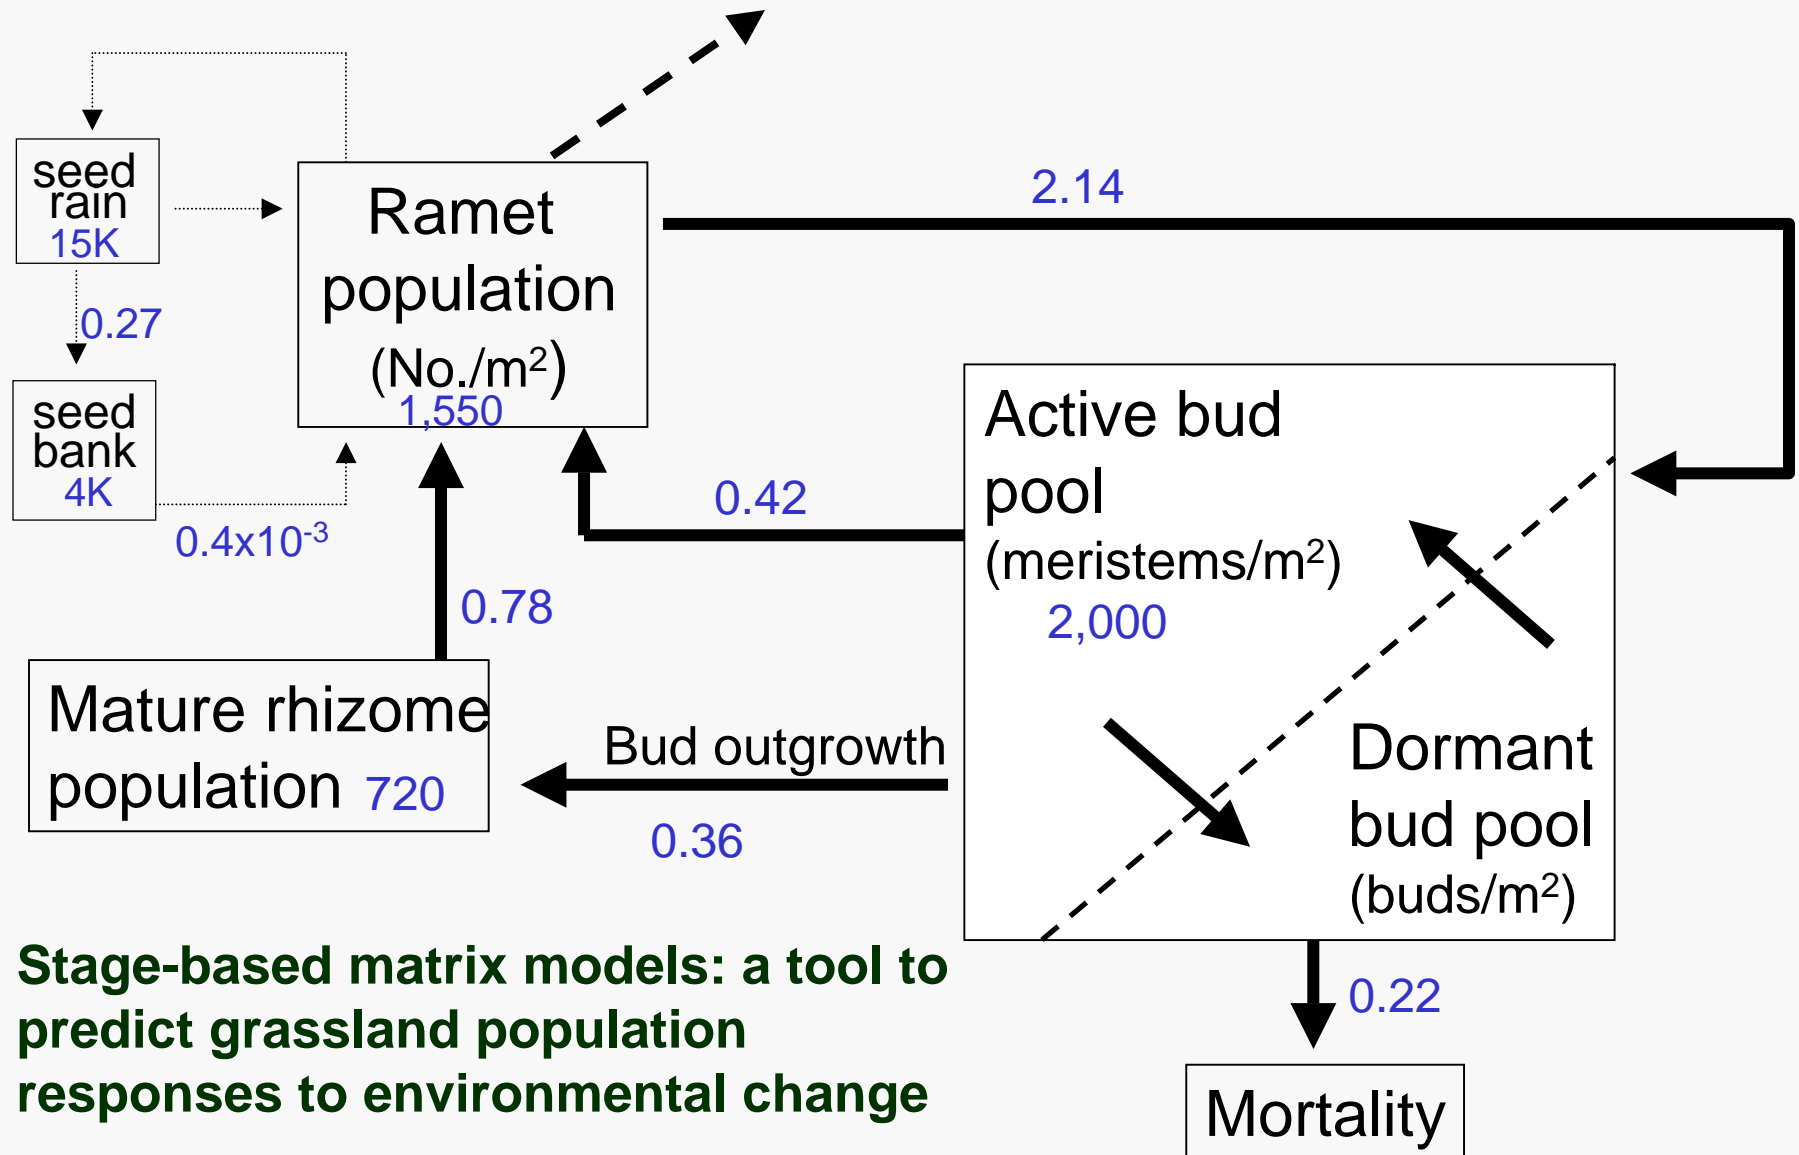 seed
rain
15K
0.27
seed
bank
4K
0.4x10⁻³
Ramet
population
(No./m²)
1,550
2.14
0.42
0.78
Active bud
pool
(meristems/m²)
2,000
Mature rhizome
population 720
Bud outgrowth
0.36
Dormant
bud pool
(buds/m²)
0.22
Mortality
Stage-based matrix models: a tool to
predict grassland population
responses to environmental change